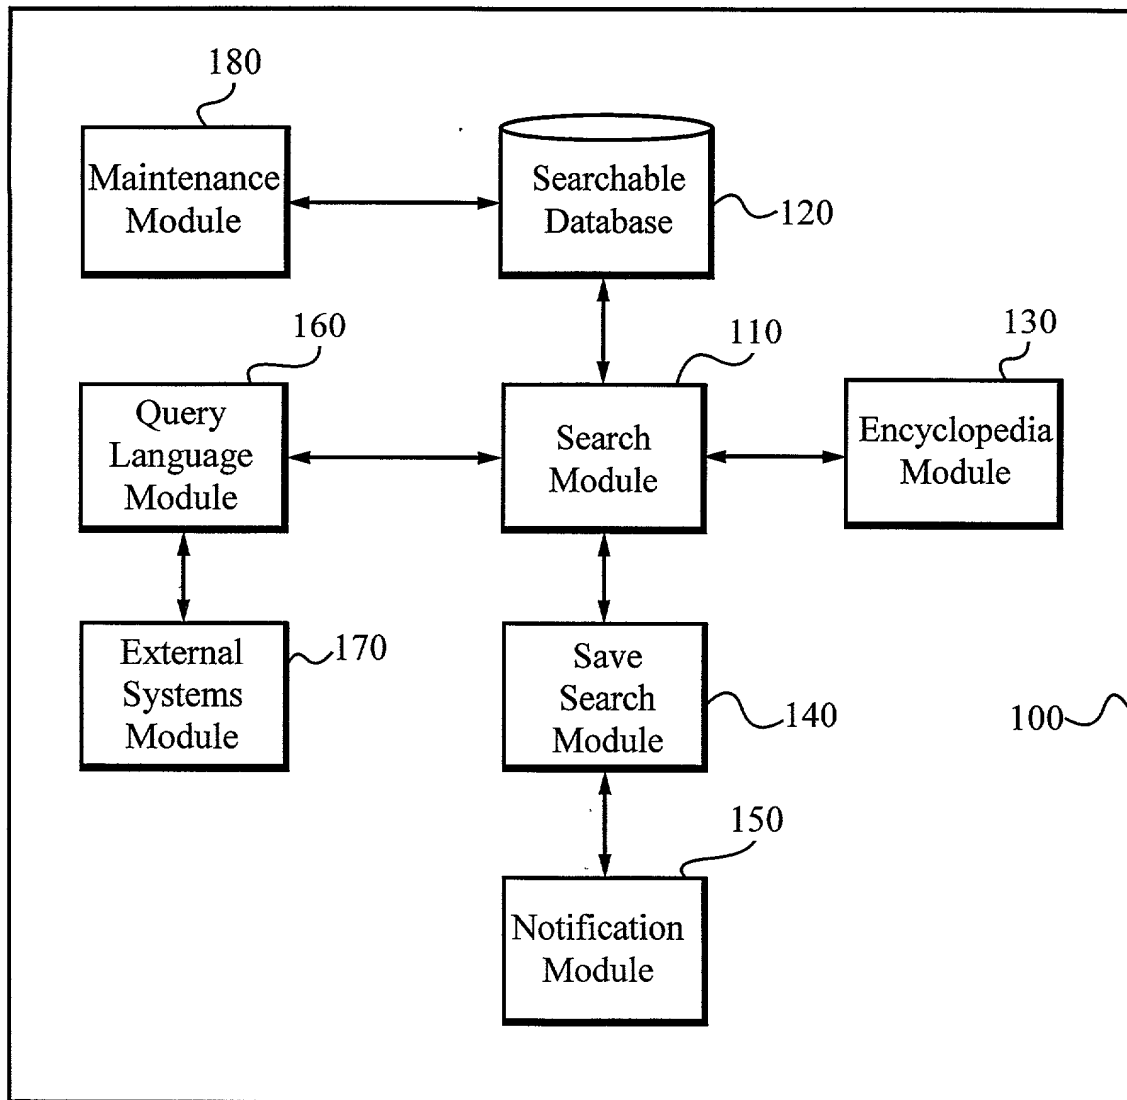 180
Maintenance
Module
Searchable
Database
120
160
110
130
Query
Language
Module
Search
Module
Encyclopedia
Module
External
Systems
Module
170
Save
Search
Module
140
100
150
Notification
Module